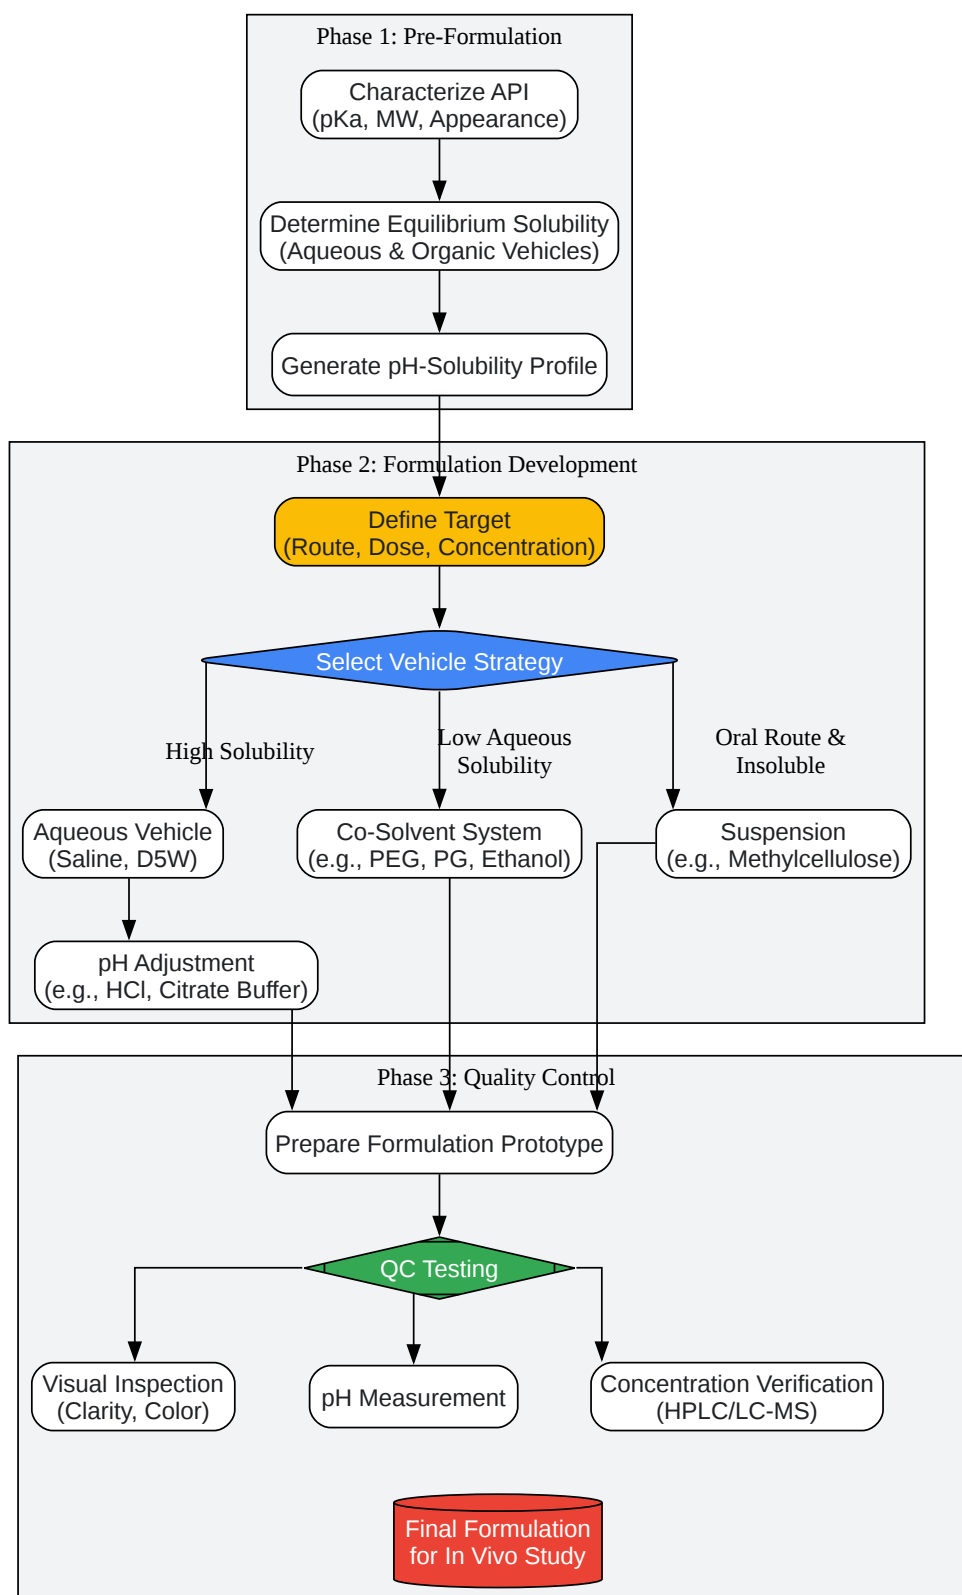 Phase 1: Pre-Formulation
Characterize API
(pKa, MW, Appearance)
Determine Equilibrium Solubility
(Aqueous & Organic Vehicles)
Generate pH-Solubility Profile
Phase 2: Formulation Development
Define Target
(Route, Dose, Concentration)
Select Vehicle Strategy
High Solubility
Low Aqueous
Solubility
Oral Route &
Insoluble
Aqueous Vehicle
(Saline, D5W)
Co-Solvent System
(e.g., PEG, PG, Ethanol)
Suspension
(e.g., Methylcellulose)
pH Adjustment
(e.g., HCl, Citrate Buffer)
Phase 3: Quality Control
Prepare Formulation Prototype
QC Testing
Visual Inspection
(Clarity, Color)
pH Measurement
Concentration Verification
(HPLC/LC-MS)
Final Formulation
for In Vivo Study